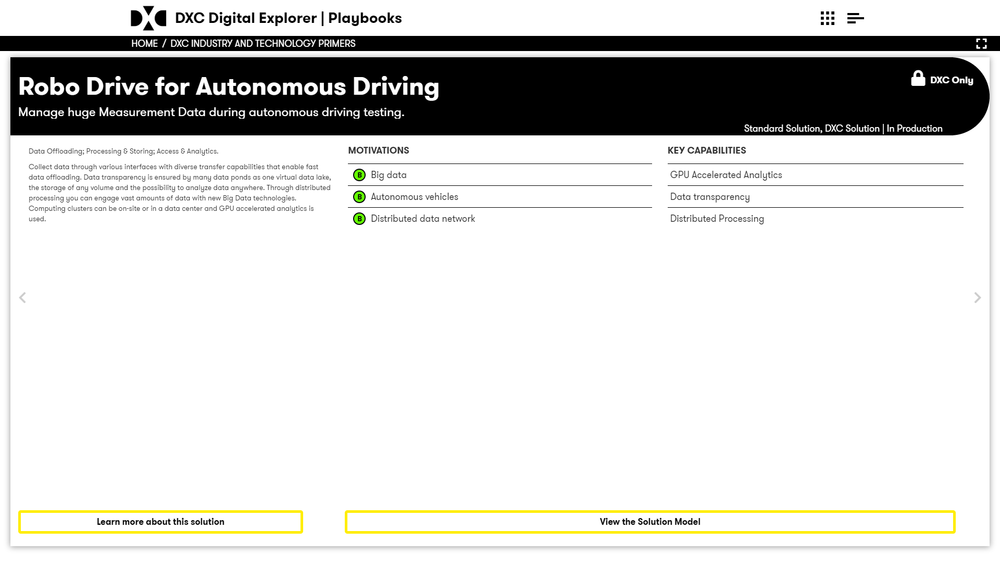 DXC Digital Explorer | Playbooks
HOME / DXC INDUSTRY AND TECHNOLOGY PRIMERS
Robo Drive for Autonomous Driving
DXC Only
Manage huge Measurement Data during autonomous driving testing.
Standard Solution, DXC Solution | In Production
Data Offloading; Processing & Storing; Access & Analytics.
Collect data through various interfaces with diverse transfer capabilities that enable fast
data offloading. Data transparency is ensured by many data ponds as one virtual data lake,
the storage of any volume and the possibility to analyze data anywhere. Through distributed
processing you can engage vast amounts of data with new Big Data technologies.
Computing clusters can be on-site or in a data center and GPU accelerated analytics is
used.
MOTIVATIONS
B Big data
B Autonomous vehicles
B Distributed data network
KEY CAPABILITIES
GPU Accelerated Analytics
Data transparency
Distributed Processing
Learn more about this solution
View the Solution Model